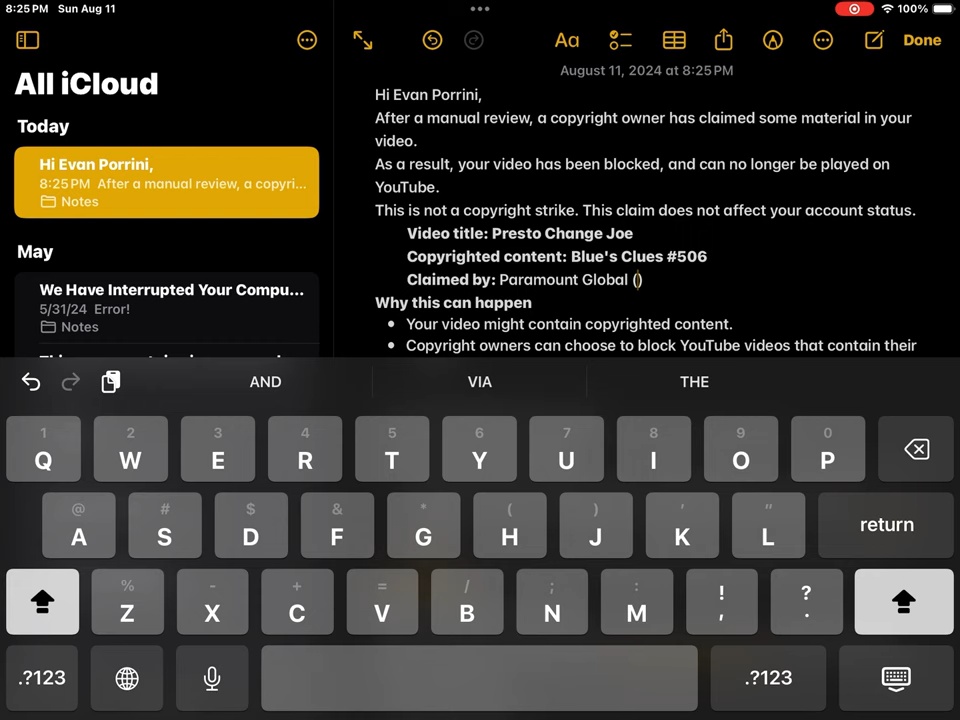 8:25 PM Sun Aug 11
100%
All iCloud
Today
Hi Evan Porrini,
8:25 PM After a manual review, a copyri...
Notes
May
We Have Interrupted Your Compu...
5/31/24 Error!
Notes
Aa
Done
August 11, 2024 at 8:25 PM
Hi Evan Porrini,
After a manual review, a copyright owner has claimed some material in your
video.
As a result, your video has been blocked, and can no longer be played on
YouTube.
This is not a copyright strike. This claim does not affect your account status.
Video title: Presto Change Joe
Copyrighted content: Blue's Clues #506
Claimed by: Paramount Global ()
Why this can happen
• Your video might contain copyrighted content.
• Copyright owners can choose to block YouTube videos that contain their
AND VIA THE
1 2 3 4 5 6 7 8 9 0
Q W E R T Y U I O P
@ # $ & * ( ) ' "
A S D F G H J K L return
% - + = / ; : ! ?
Z X C V B N M , .
.?123 .?123